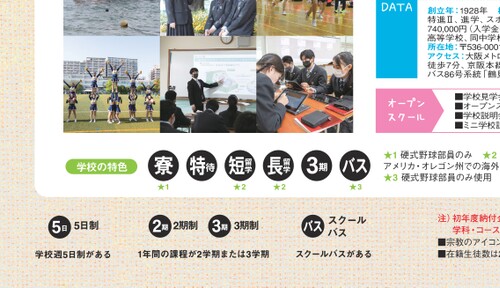 DATA
創立年：1928年
特進Ⅱ、進学、スポ
740,000円（入学金
高等学校、同中学校
所在地：〒536-000
アクセス：大阪メトロ
徒歩7分、京阪本線
バス86号系統「鶴
オープン
スクール
■学校見学会
■オープンス
■学校説明会
■ミニ学校説
学校の特色
寮 特待 短留学 長留学 3期 バス
★1 ★2 ★2 ★3
★1 硬式野球部員のみ ★2
アメリカ・オレゴン州での海外
★3 硬式野球部員のみ使用
5日 5日制
学校週5日制がある
2期 2期制 3期 3期制
1年間の課程が2学期または3学期
バス スクール
バス
スクールバスがある
注）初年度納付金
学科・コース
■宗教のアイコン
■在籍生徒数は2